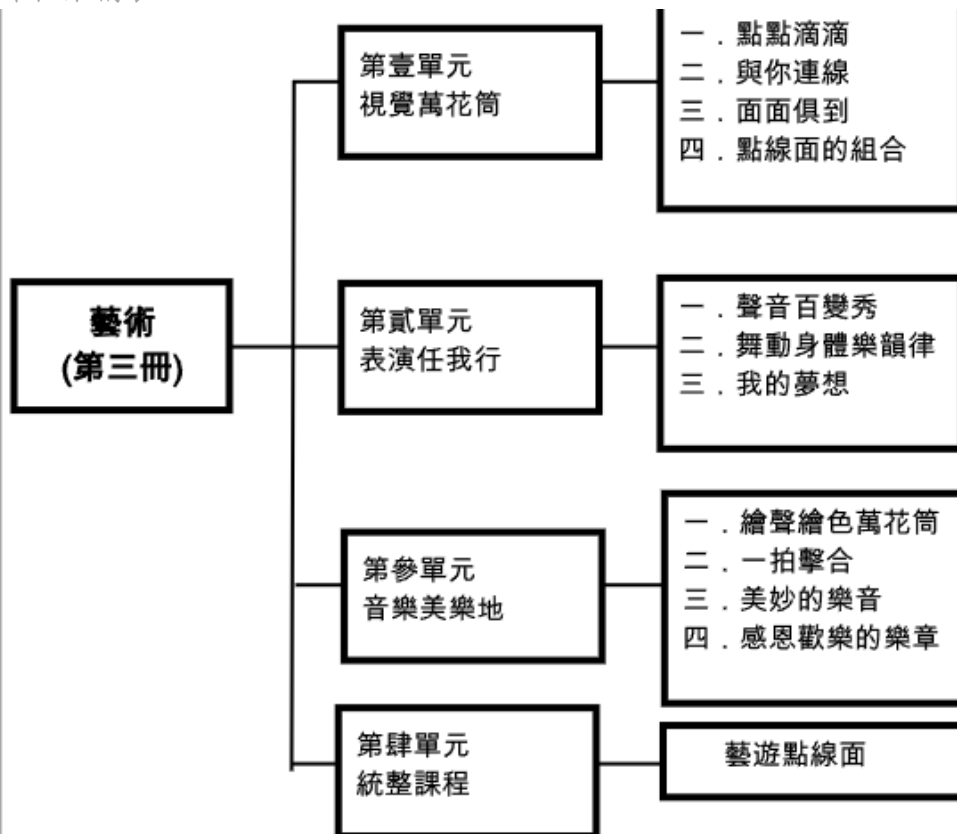 第壹單元
視覺萬花筒
一．點點滴滴
二．與你連線
三．面面俱到
四．點線面的組合
藝術
(第三冊)
第貳單元
表演任我行
一．聲音百變秀
二．舞動身體樂韻律
三．我的夢想
第參單元
音樂美樂地
一．繪聲繪色萬花筒
二．一拍擊合
三．美妙的樂音
四．感恩歡樂的樂章
第肆單元
統整課程
藝遊點線面